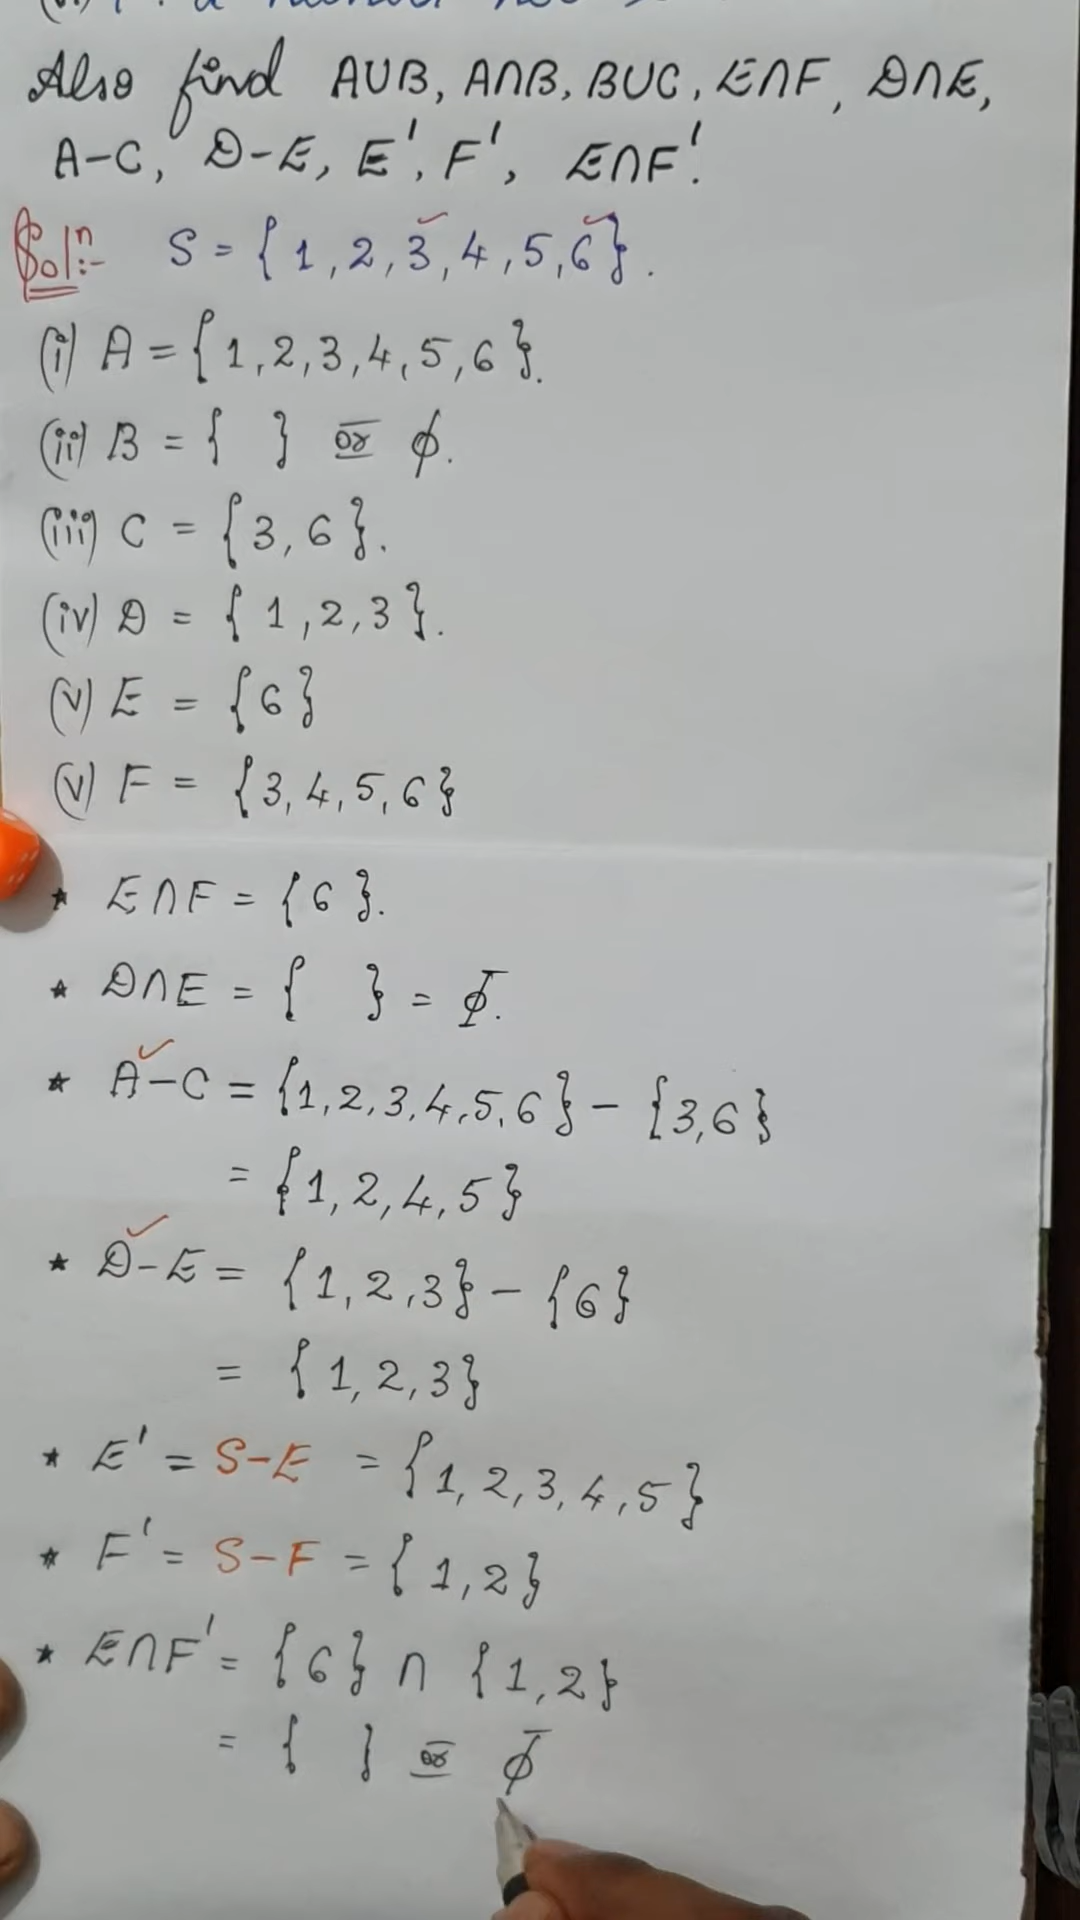 Also find A∪B, A∩B, B∪C, E∩F, D∩E,
A-C, D-E, E', F', E∩F'.
Solⁿ:- S = {1,2,3,4,5,6}.
(i) A = {1,2,3,4,5,6}.
(ii) B = { } or ϕ.
(iii) C = {3,6}.
(iv) D = {1,2,3}.
(v) E = {6}
(v) F = {3,4,5,6}
* E∩F = {6}.
* D∩E = { } = Φ.
* A-C = {1,2,3,4,5,6} - {3,6}
= {1,2,4,5}
* D-E = {1,2,3} - {6}
= {1,2,3}
* E' = S-E = {1,2,3,4,5}
* F' = S-F = {1,2}
* E∩F' = {6} ∩ {1,2}
= { } or Φ